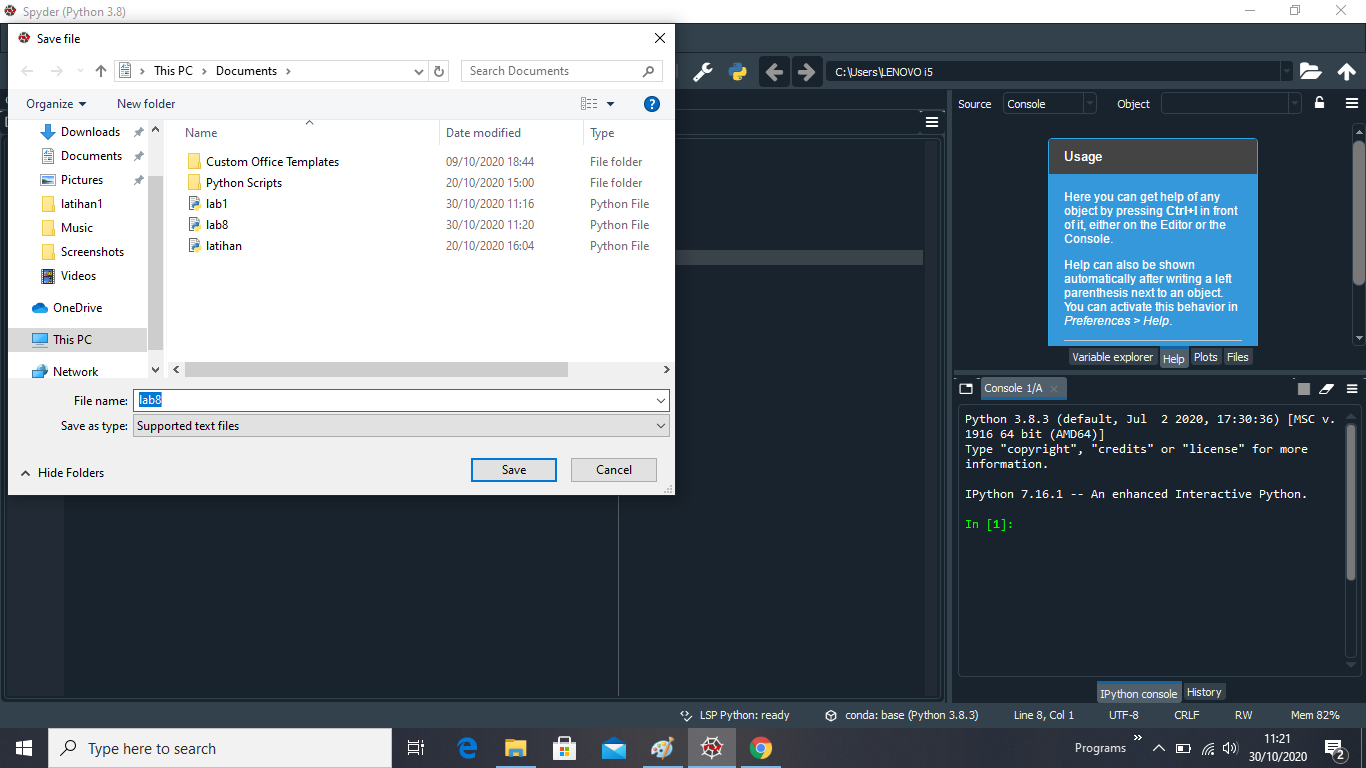 Spyder (Python 3.8)
Save file
This PC > Documents >
Search Documents
Organize
New folder
Downloads
Documents
Pictures
latihan1
Music
Screenshots
Videos
OneDrive
This PC
Network
Name Date modified Type
Custom Office Templates 09/10/2020 18:44 File folder
Python Scripts 20/10/2020 15:00 File folder
lab1 30/10/2020 11:16 Python File
lab8 30/10/2020 11:20 Python File
latihan 20/10/2020 16:04 Python File
File name: lab8
Save as type: Supported text files
Hide Folders
Save
Cancel
C:\Users\LENOVO i5
Source Console Object
Usage
Here you can get help of any
object by pressing Ctrl+I in front
of it, either on the Editor or the
Console.
Help can also be shown
automatically after writing a left
parenthesis next to an object.
You can activate this behavior in
Preferences > Help.
Variable explorer Help Plots Files
Console 1/A
Python 3.8.3 (default, Jul  2 2020, 17:30:36) [MSC v.
1916 64 bit (AMD64)]
Type "copyright", "credits" or "license" for more
information.
IPython 7.16.1 -- An enhanced Interactive Python.
In [1]:
IPython console History
LSP Python: ready conda: base (Python 3.8.3) Line 8, Col 1 UTF-8 CRLF RW Mem 82%
Type here to search
Programs
11:21
30/10/2020
2